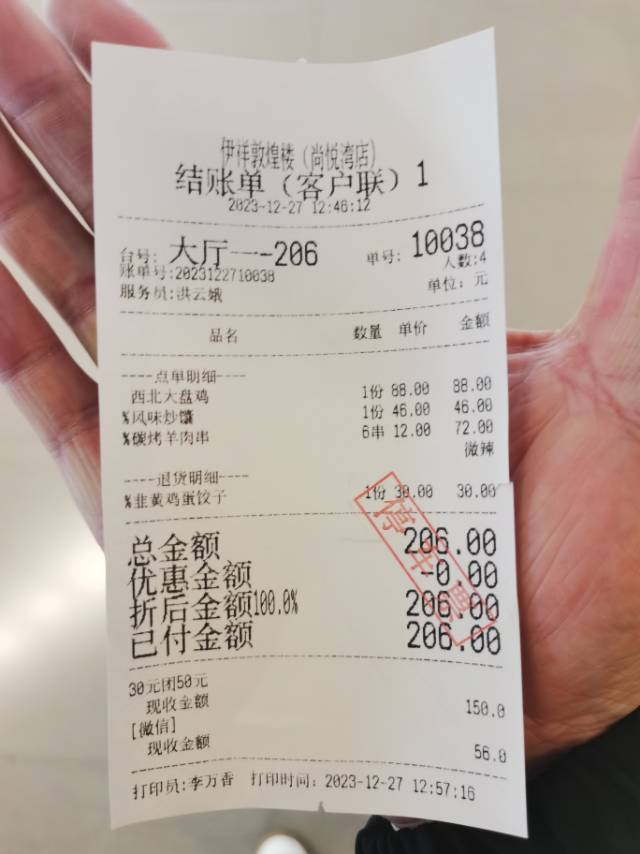 伊祥敦煌楼（尚悦湾店）
结账单（客户联）1
2023-12-27 12:46:12
台号: 大厅一-206 单号: 10038
账单号:2023122710038 人数:4
服务员:洪云娥 单位: 元
品名 数量 单价 金额
----点单明细----
西北大盘鸡 1份 88.00 88.00
%风味炒馕 1份 46.00 46.00
%碳烤羊肉串 6串 12.00 72.00
微辣
----退货明细----
%韭黄鸡蛋饺子 1份 30.00 30.00
总金额 206.00
优惠金额 -0.00
折后金额100.0% 206.00
已付金额 206.00
停车票
30元团50元
现收金额 150.0
[微信]
现收金额 56.0
打印员:李万香 打印时间: 2023-12-27 12:57:16